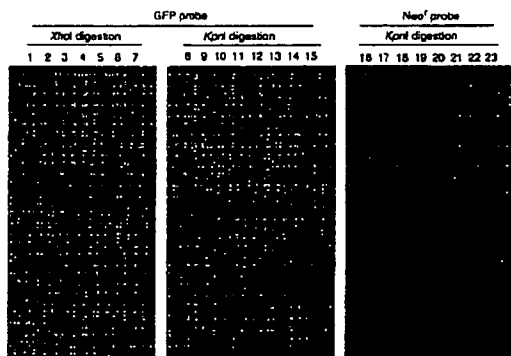 GFP probe
Neoʳ probe
XhoI digestion
KpnI digestion
KpnI digestion
1 2 3 4 5 6 7
8 9 10 11 12 13 14 15
16 17 18 19 20 21 22 23